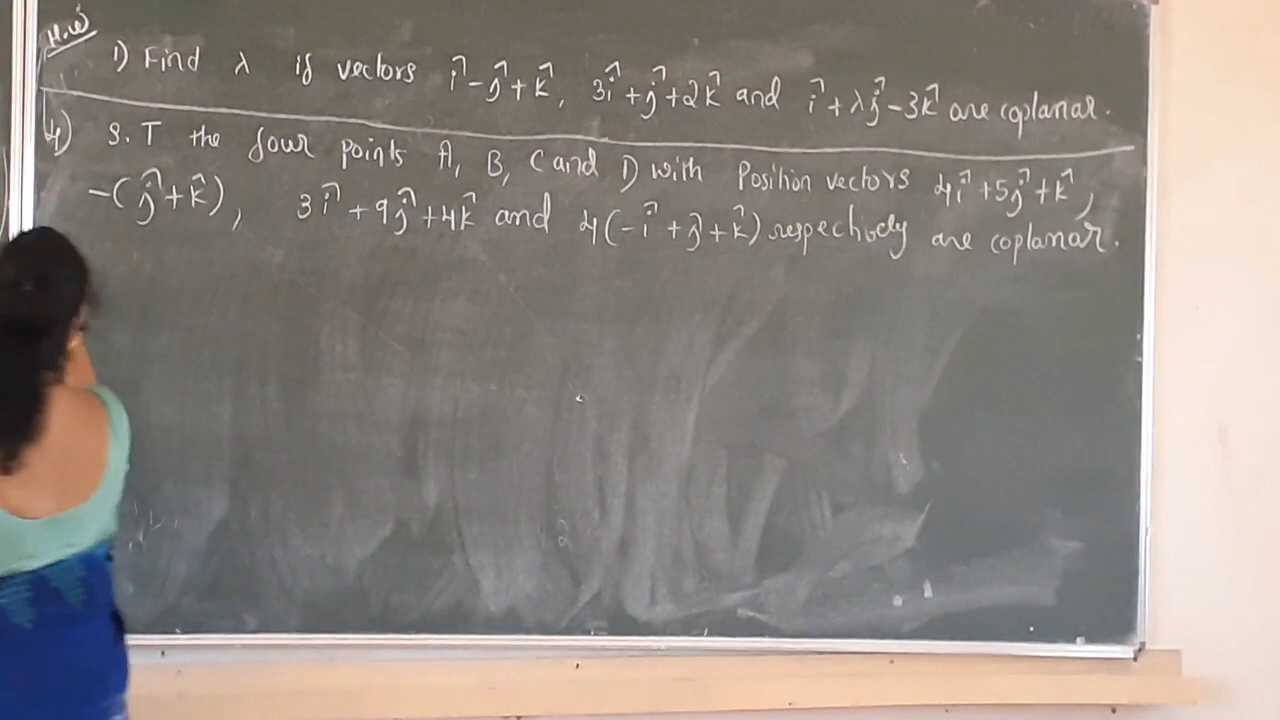 H.W
1) Find λ if vectors î - ĵ + k̂, 3î + ĵ + 2k̂ and î + λĵ - 3k̂ are coplanar.
4) S.T the four points A, B, C and D with Position vectors 4î + 5ĵ + k̂,
-(ĵ + k̂), 3î + 9ĵ + 4k̂ and 4(-î + ĵ + k̂) respectively are coplanar.